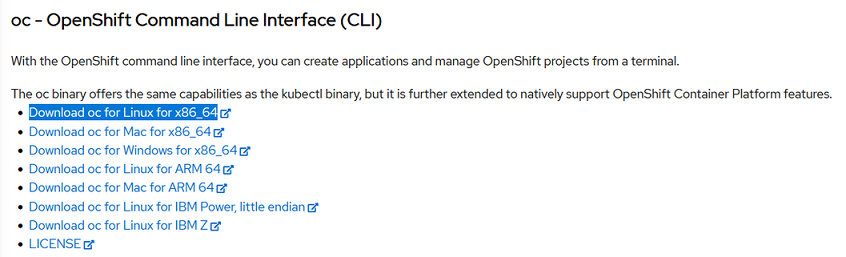 oc - OpenShift Command Line Interface (CLI)
With the OpenShift command line interface, you can create applications and manage OpenShift projects from a terminal.
The oc binary offers the same capabilities as the kubectl binary, but it is further extended to natively support OpenShift Container Platform features.
• Download oc for Linux for x86_64
• Download oc for Mac for x86_64
• Download oc for Windows for x86_64
• Download oc for Linux for ARM 64
• Download oc for Mac for ARM 64
• Download oc for Linux for IBM Power, little endian
• Download oc for Linux for IBM Z
• LICENSE